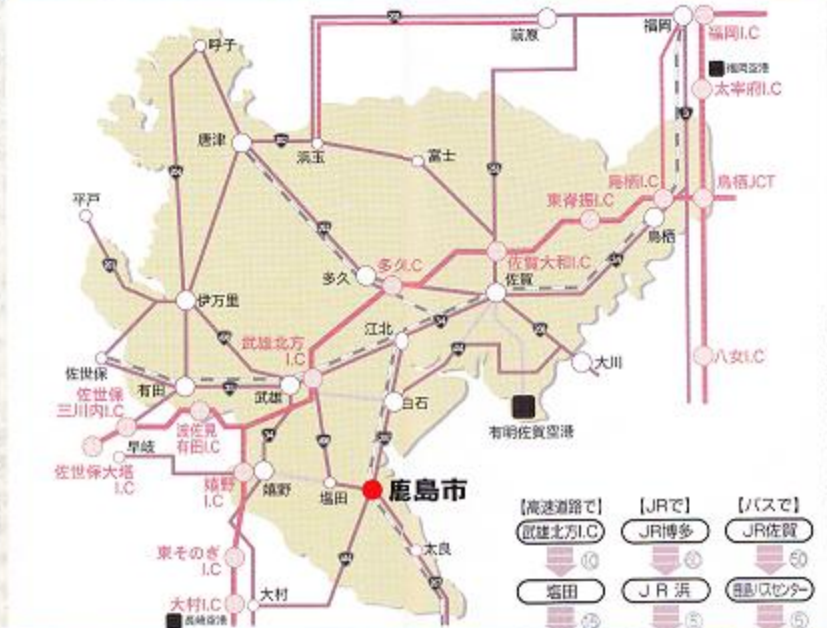 前原
福岡
福岡I.C
福岡空港
太宰府I.C
呼子
唐津
浜玉
富士
平戸
鳥栖I.C
鳥栖JCT
東脊振I.C
鳥栖
多久I.C
佐賀大和I.C
多久
佐賀
伊万里
江北
武雄北方
I.C
大川
八女I.C
佐世保
有田
武雄
白石
佐世保
三川内I.C
波佐見
有田I.C
有明佐賀空港
早岐
佐世保大塔
I.C
嬉野
I.C
嬉野
塩田
鹿島市
太良
東そのぎ
I.C
大村I.C
大村
長崎空港
【高速道路で】
武雄北方I.C
10
塩田
15
【JRで】
JR博多
60
JR浜
5
【バスで】
JR佐賀
50
鹿島バスセンター
5